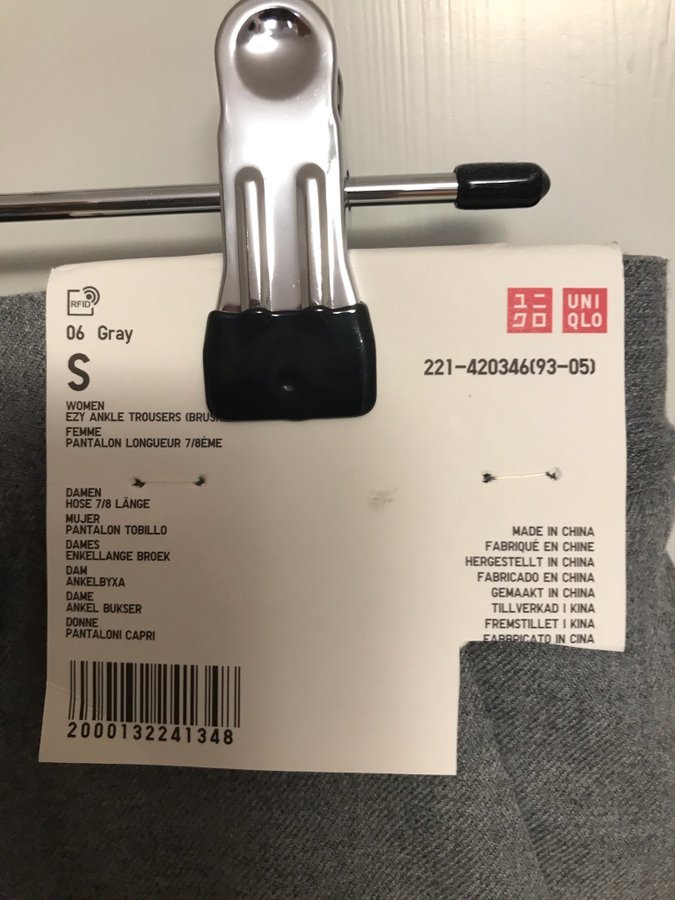 RFID
06 Gray
S
ユニ
クロ
UNI
QLO
221-420346(93-05)
WOMEN
EZY ANKLE TROUSERS
FEMME
PANTALON LONGUEUR 7/8ÈME
DAMEN
HOSE 7/8 LÄNGE
MUJER
PANTALON TOBILLO
DAMES
ENKELLANGE BROEK
DAM
ANKELBYXA
DAME
ANKEL BUKSER
DONNE
PANTALONI CAPRI
MADE IN CHINA
FABRIQUÉ EN CHINE
HERGESTELLT IN CHINA
FABRICADO EN CHINA
GEMAAKT IN CHINA
TILLVERKAD I KINA
FREMSTILLET I KINA
FABBRICATO IN CINA
2000132241348